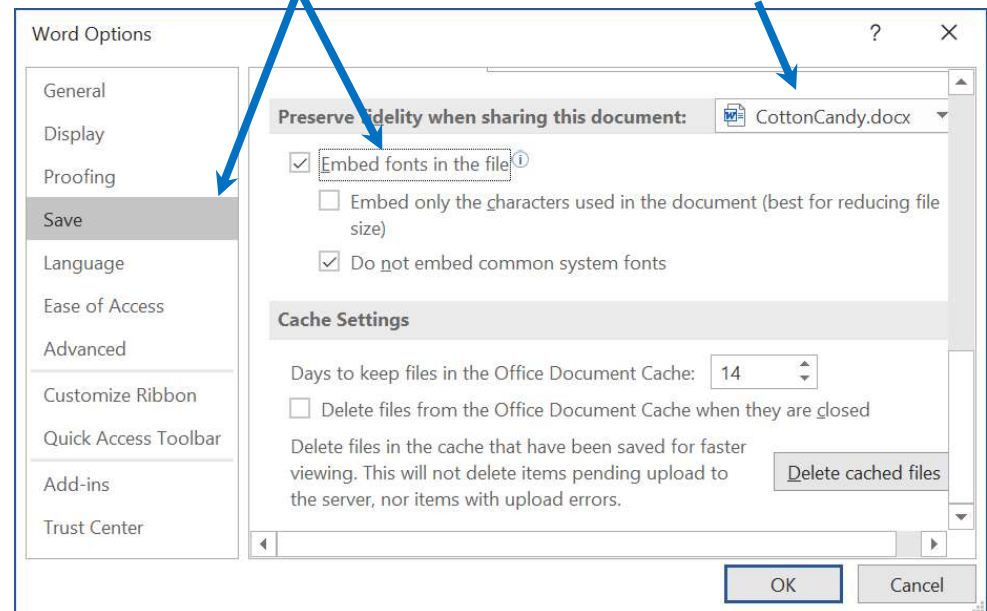 Word Options ?
General
Display
Proofing
Save
Language
Ease of Access
Advanced
Customize Ribbon
Quick Access Toolbar
Add-ins
Trust Center
Preserve fidelity when sharing this document: CottonCandy.docx
Embed fonts in the file
Embed only the characters used in the document (best for reducing file
size)
Do not embed common system fonts
Cache Settings
Days to keep files in the Office Document Cache: 14
Delete files from the Office Document Cache when they are closed
Delete files in the cache that have been saved for faster
viewing. This will not delete items pending upload to
the server, nor items with upload errors.
Delete cached files
OK Cancel